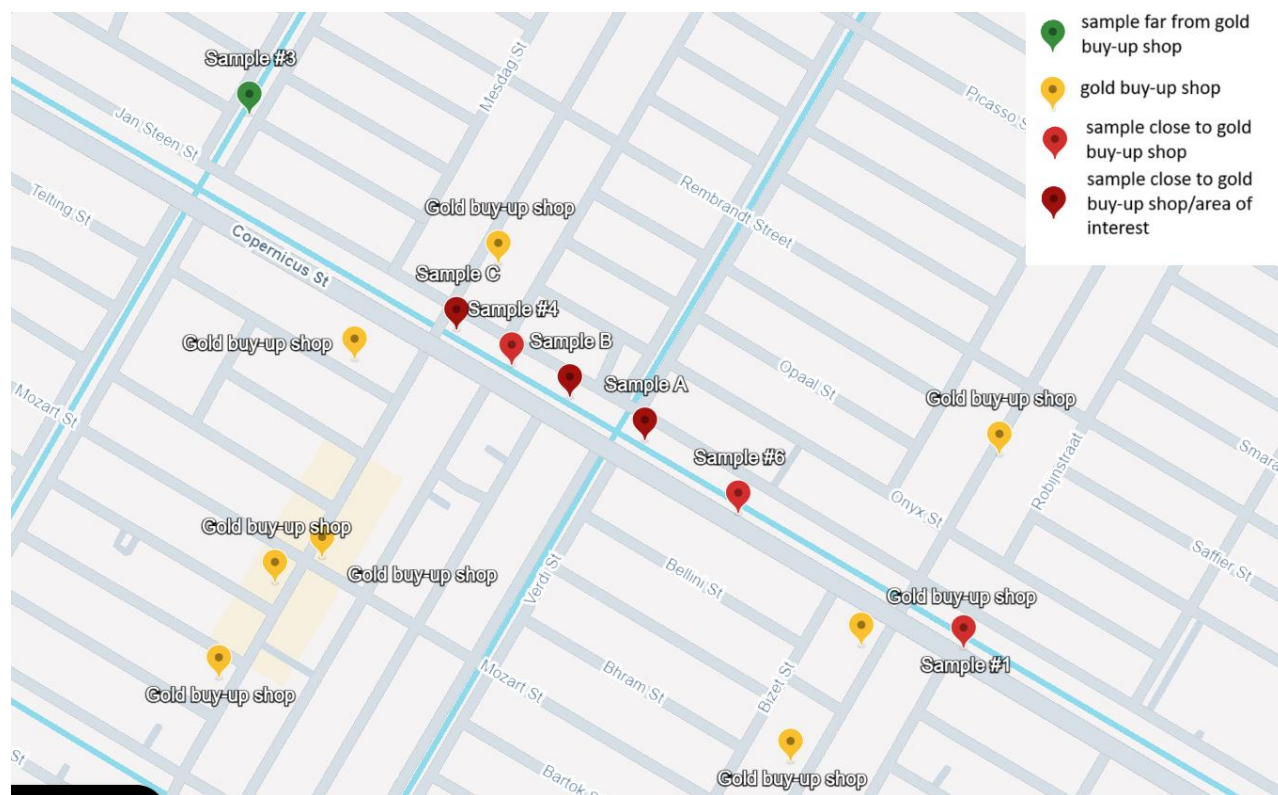 sample far from gold
buy-up shop
gold buy-up shop
sample close to gold
buy-up shop
sample close to gold
buy-up shop/area of
interest
Sample #3
Mesdag St
Picasso S
Jan Steen St
Telting St
Rembrandt Street
Gold buy-up shop
Copernicus St
Sample C
Sample #4
Gold buy-up shop
Sample B
Sample A
Opaal St
Mozart St
Gold buy-up shop
Robijnstraat
Smara
Sample #6
Onyx St
Gold buy-up shop
Gold buy-up shop
Saffier St
Verdi St
Bellini St
Gold buy-up shop
Sample #1
Gold buy-up shop
Mozart St
Bhram St
Bizet St
St
Bartok St
Gold buy-up shop